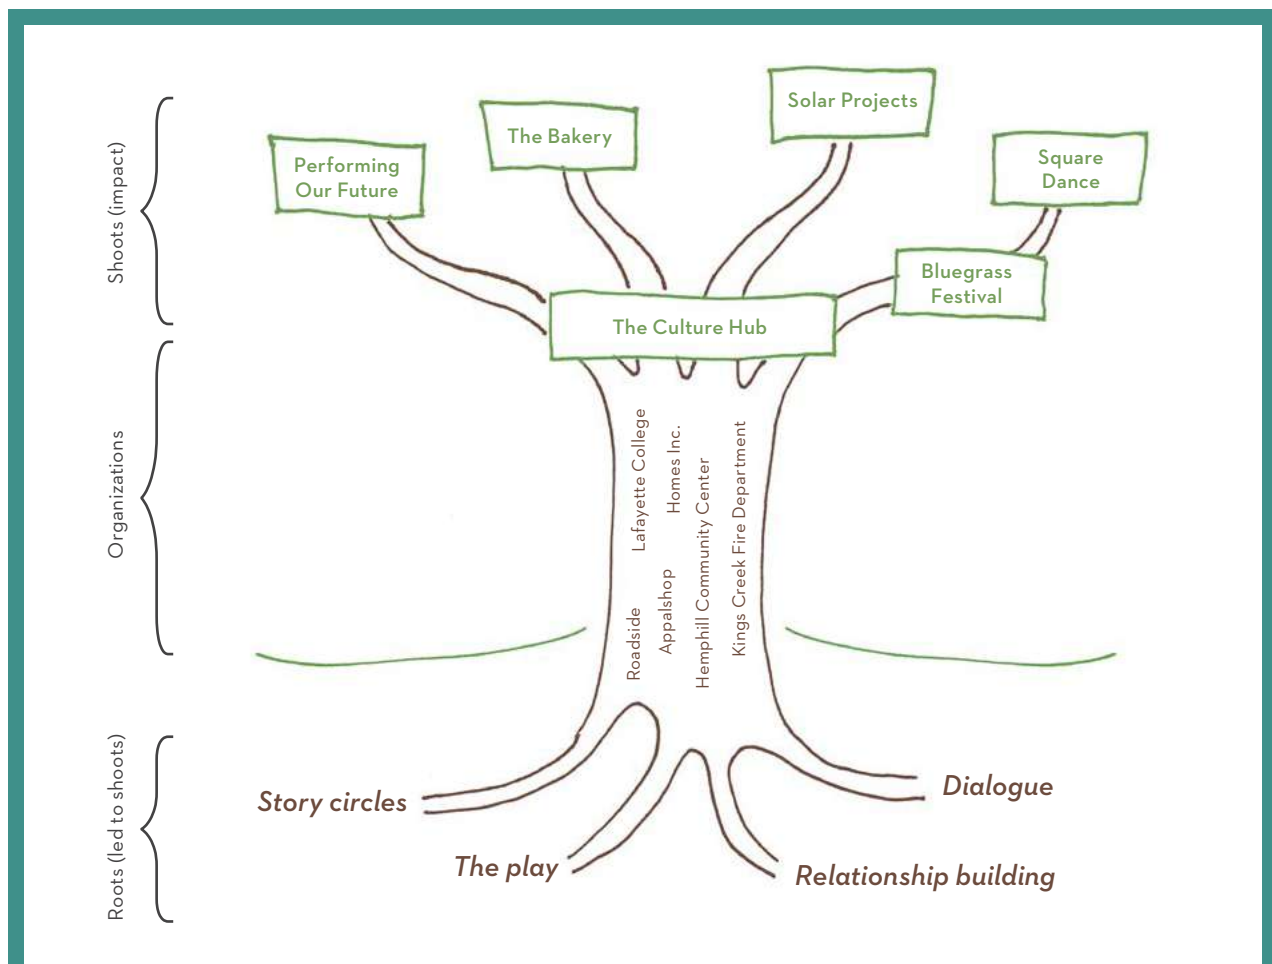 Shoots (impact)
Performing
Our Future
The Bakery
Solar Projects
Square
Dance
Bluegrass
Festival
The Culture Hub
Organizations
Roadside
Lafayette College
Appalshop
Homes Inc.
Hemphill Community Center
Kings Creek Fire Department
Roots (led to shoots)
Story circles
The play
Relationship building
Dialogue